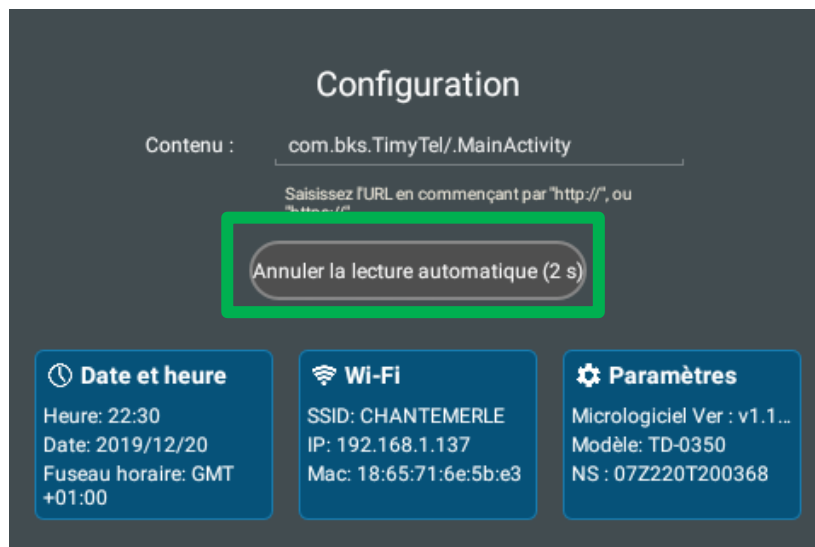 Configuration
Contenu : com.bks.TimyTel/.MainActivity
Saisissez l'URL en commençant par "http://", ou
"https://"
Annuler la lecture automatique (2 s)
Date et heure
Heure: 22:30
Date: 2019/12/20
Fuseau horaire: GMT
+01:00
Wi-Fi
SSID: CHANTEMERLE
IP: 192.168.1.137
Mac: 18:65:71:6e:5b:e3
Paramètres
Micrologiciel Ver : v1.1...
Modèle: TD-0350
NS : 07Z220T200368